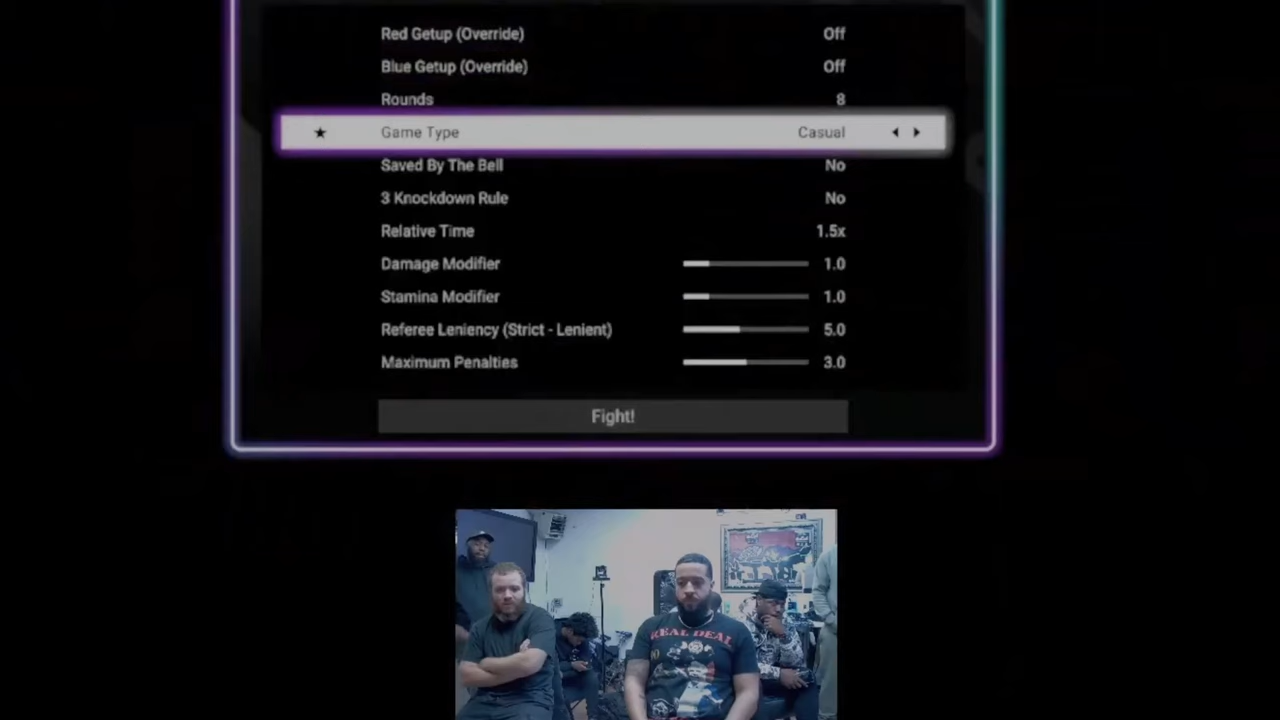 Red Getup (Override) Off
Blue Getup (Override) Off
Rounds 8
Game Type Casual
Saved By The Bell No
3 Knockdown Rule No
Relative Time 1.5x
Damage Modifier 1.0
Stamina Modifier 1.0
Referee Leniency (Strict - Lenient) 5.0
Maximum Penalties 3.0
Fight!
REAL DEAL